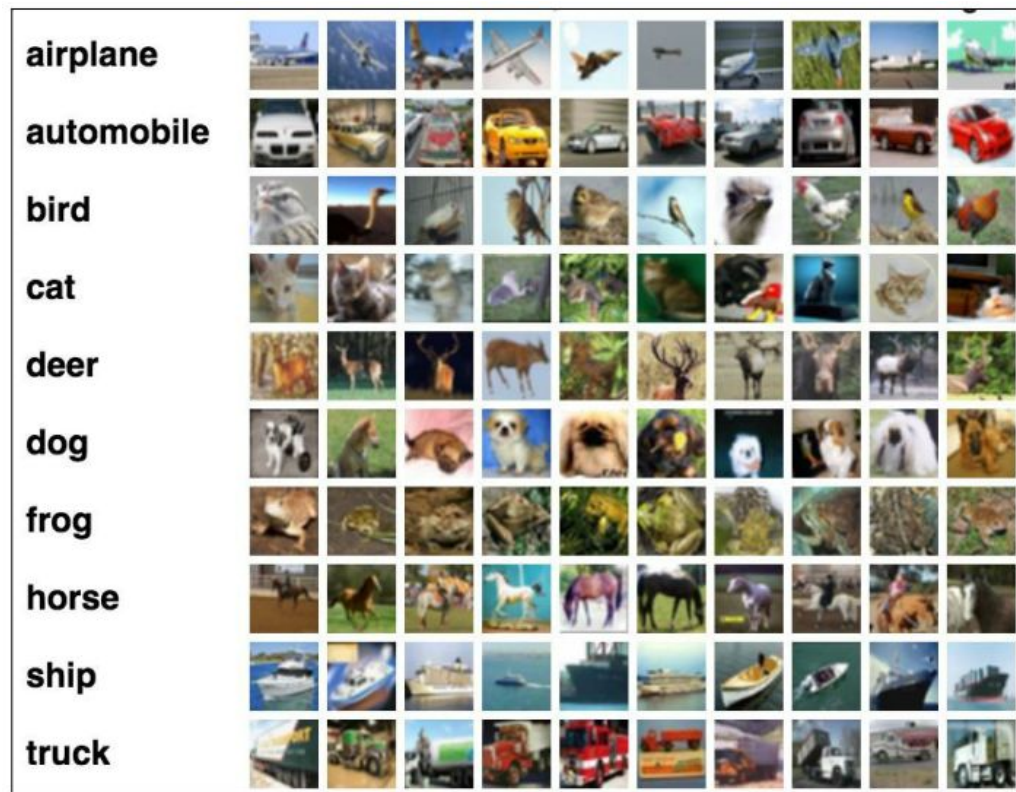 airplane
automobile
bird
cat
deer
dog
frog
horse
ship
truck